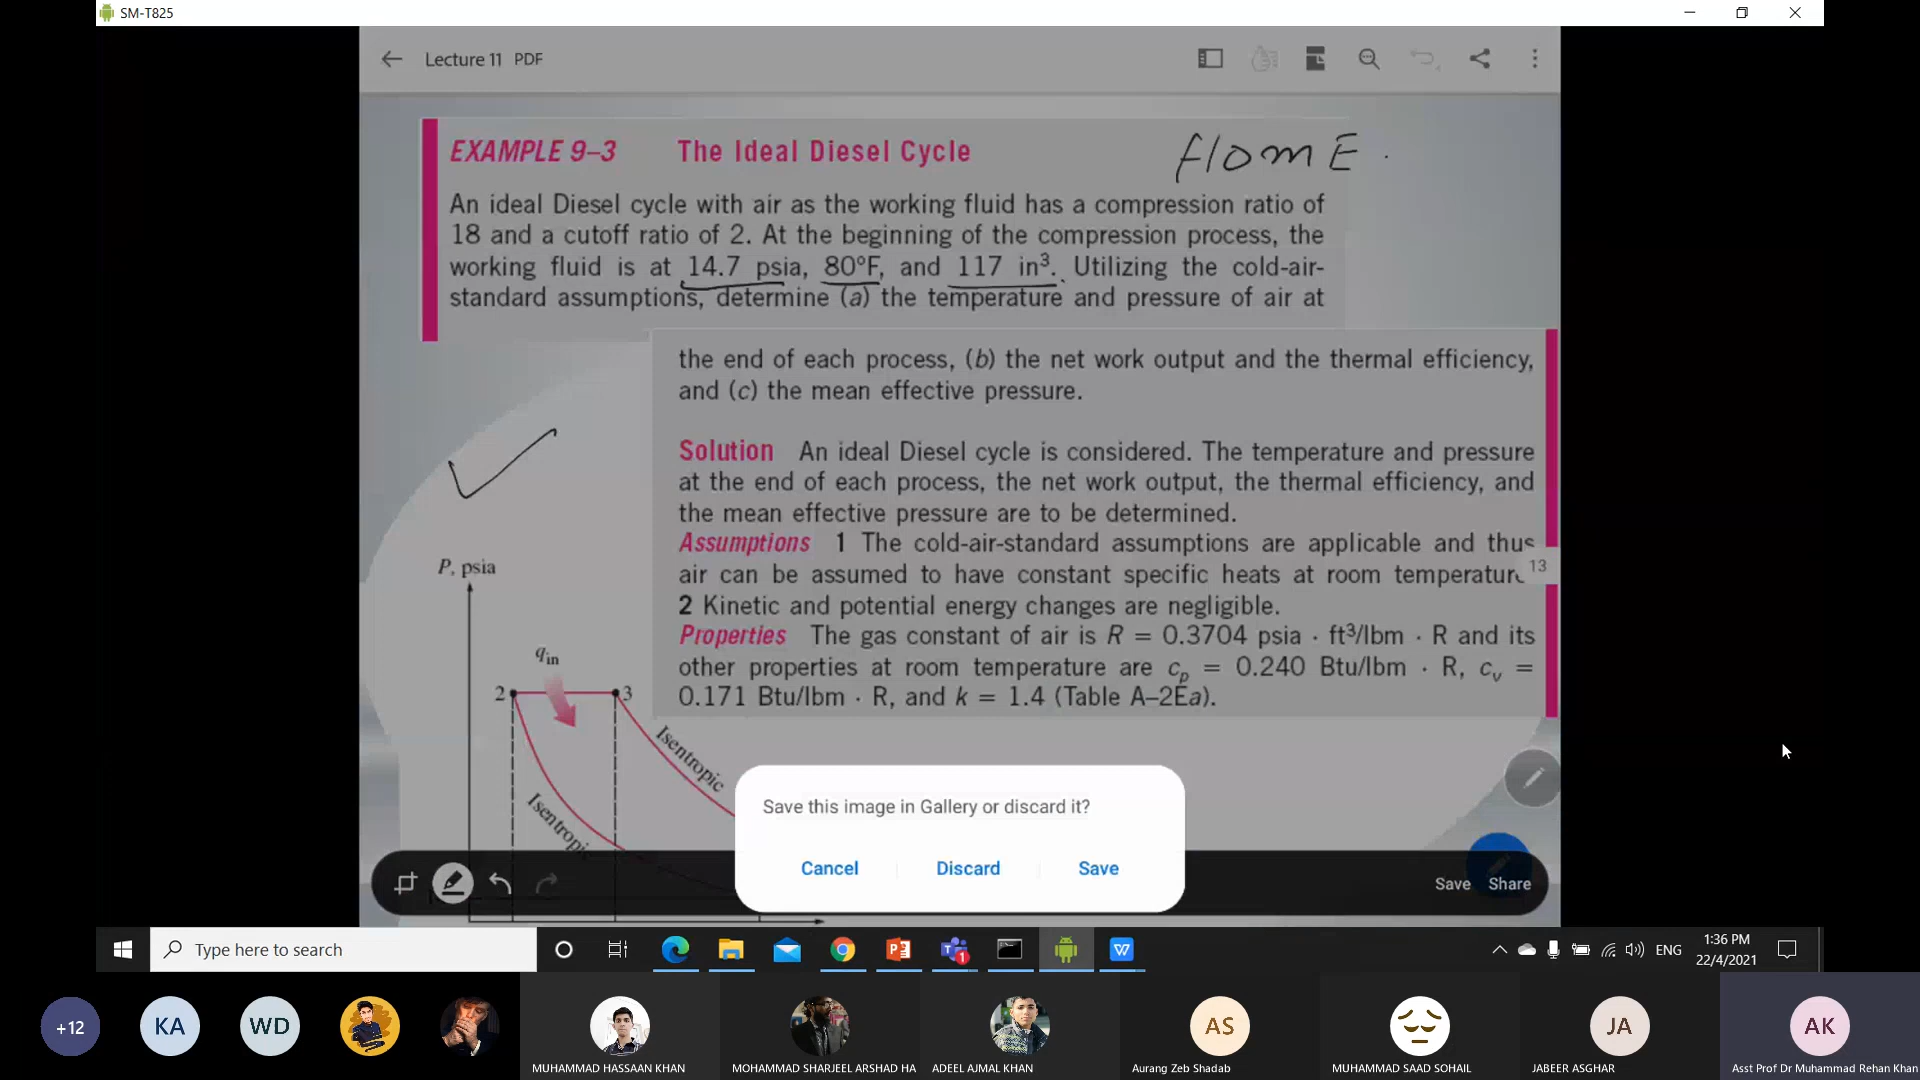 SM-T825
Lecture 11 PDF
EXAMPLE 9–3 The Ideal Diesel Cycle
An ideal Diesel cycle with air as the working fluid has a compression ratio of
18 and a cutoff ratio of 2. At the beginning of the compression process, the
working fluid is at 14.7 psia, 80°F, and 117 in³. Utilizing the cold-air-
standard assumptions, determine (a) the temperature and pressure of air at
the end of each process, (b) the net work output and the thermal efficiency,
and (c) the mean effective pressure.
Solution An ideal Diesel cycle is considered. The temperature and pressure
at the end of each process, the net work output, the thermal efficiency, and
the mean effective pressure are to be determined.
Assumptions 1 The cold-air-standard assumptions are applicable and thus
air can be assumed to have constant specific heats at room temperature
13
2 Kinetic and potential energy changes are negligible.
Properties The gas constant of air is R = 0.3704 psia · ft³/lbm · R and its
other properties at room temperature are cp = 0.240 Btu/lbm · R, cv =
0.171 Btu/lbm · R, and k = 1.4 (Table A–2Ea).
P, psia
qin
2
3
Isentropic
Isentropic
Save this image in Gallery or discard it?
Cancel Discard Save
Save Share
Type here to search
1
ENG
1:36 PM
22/4/2021
+12
KA
WD
AS
JA
AK
MUHAMMAD HASSAAN KHAN
MOHAMMAD SHARJEEL ARSHAD HA
ADEEL AJMAL KHAN
Aurang Zeb Shadab
MUHAMMAD SAAD SOHAIL
JABEER ASGHAR
Asst Prof Dr Muhammad Rehan Khan